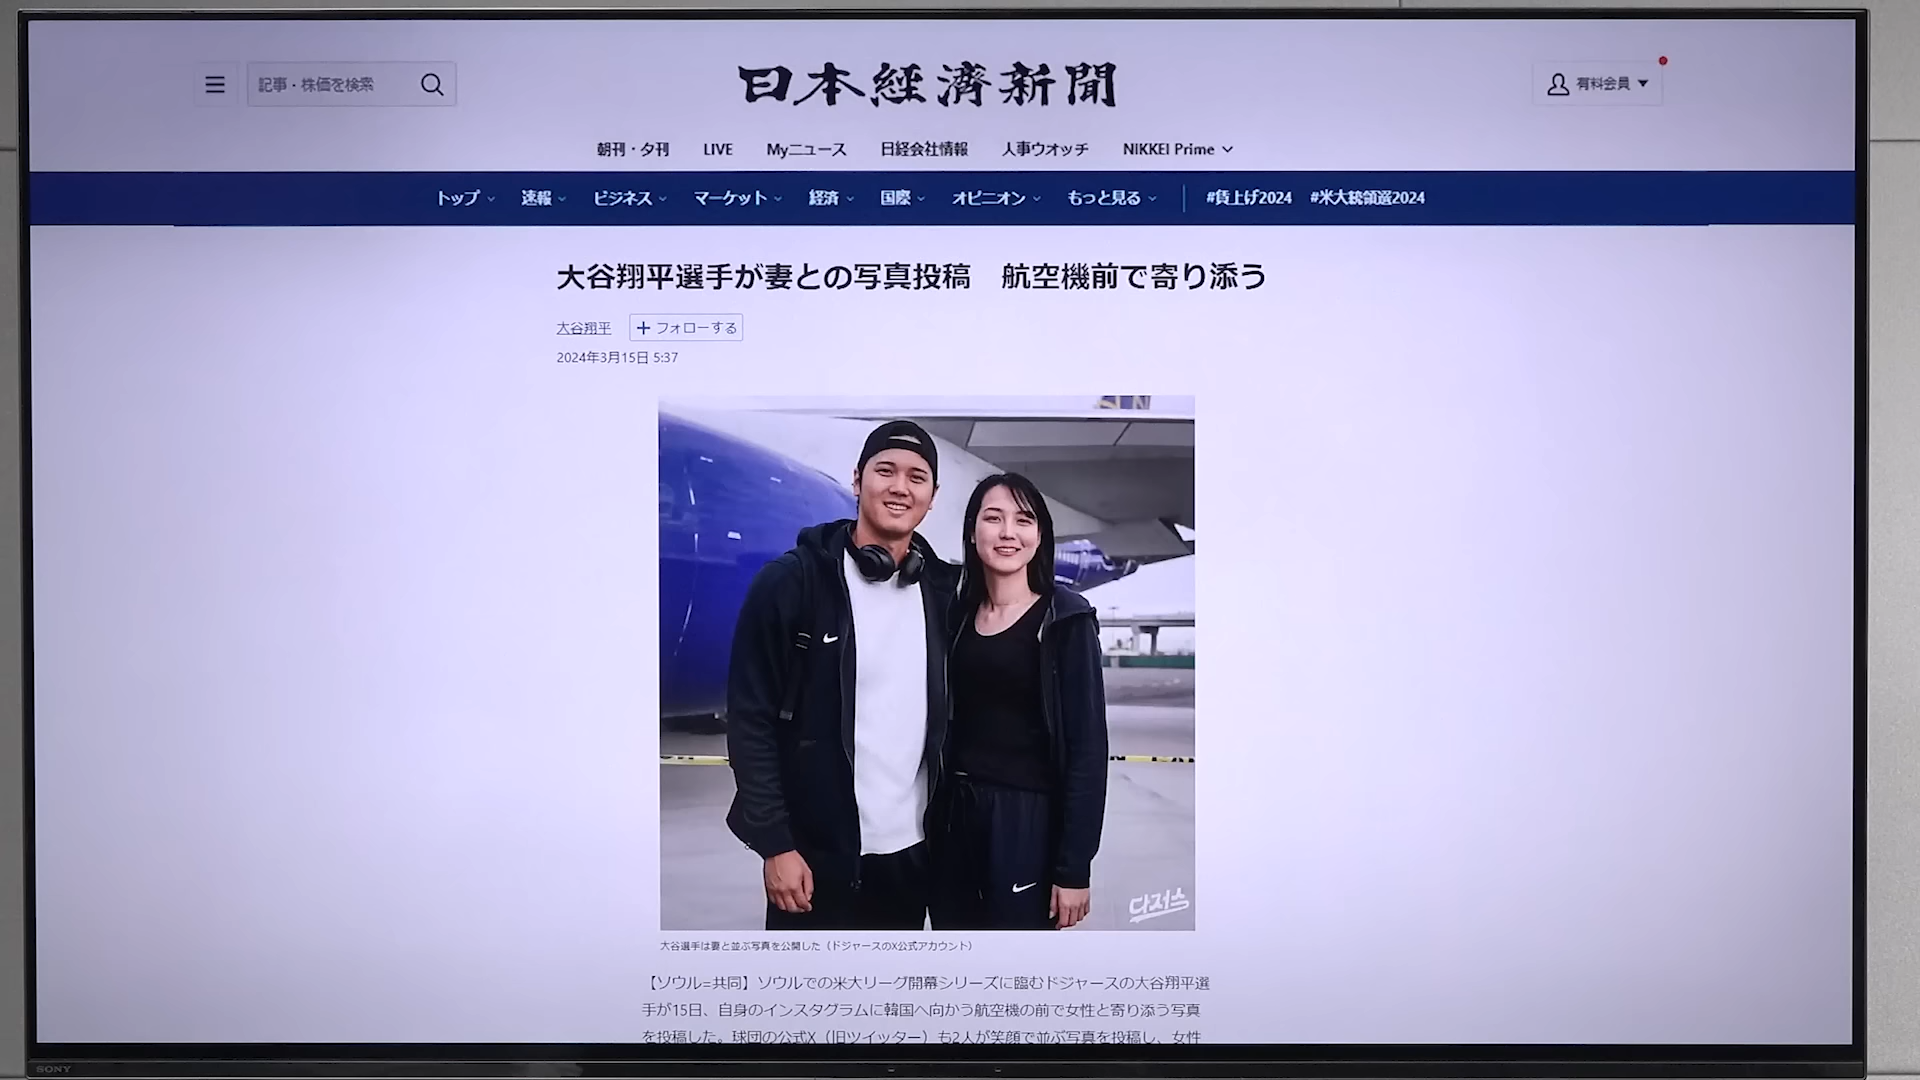 記事・株価を検索
日本経済新聞
有料会員
朝刊・夕刊 LIVE Myニュース 日経会社情報 人事ウオッチ NIKKEI Prime
トップ 速報 ビジネス マーケット 経済 国際 オピニオン もっと見る #賃上げ2024 #米大統領選2024
大谷翔平選手が妻との写真投稿 航空機前で寄り添う
大谷翔平 + フォローする
2024年3月15日 5:37
다저스
大谷選手は妻と並ぶ写真を公開した（ドジャースのX公式アカウント）
【ソウル=共同】ソウルでの米大リーグ開幕シリーズに臨むドジャースの大谷翔平選
手が15日、自身のインスタグラムに韓国へ向かう航空機の前で女性と寄り添う写真
を投稿した。球団の公式X（旧ツイッター）も2人が笑顔で並ぶ写真を投稿し、女性
SONY